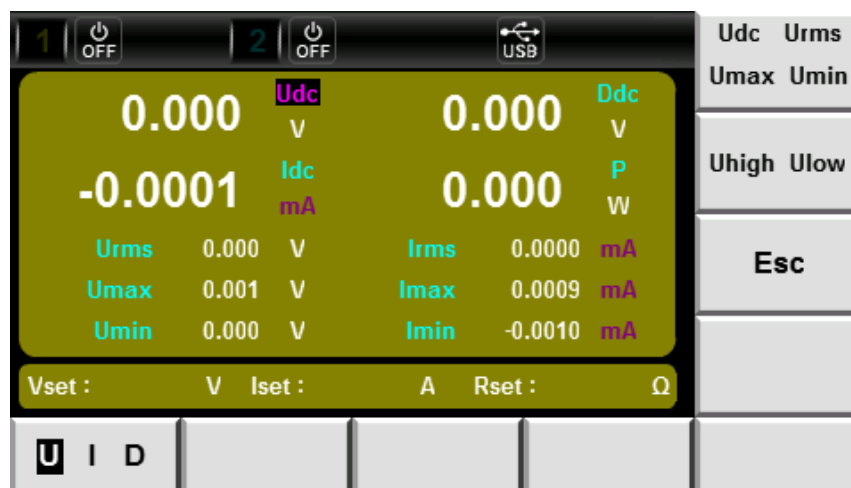 1 OFF 2 OFF USB
Udc Urms
Umax Umin
0.000 Udc V 0.000 Ddc V
-0.0001 Idc mA 0.000 P W
Urms 0.000 V Irms 0.0000 mA
Umax 0.001 V Imax 0.0009 mA
Umin 0.000 V Imin -0.0010 mA
Vset : V Iset : A Rset : Ω
Uhigh Ulow
Esc
U I D